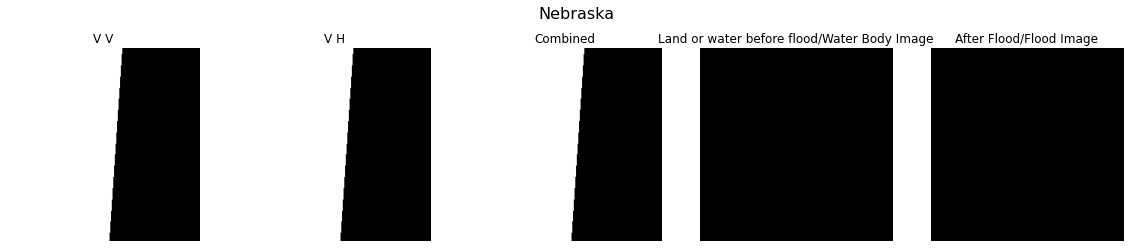 Nebraska
V V
V H
Combined
Land or water before flood/Water Body Image
After Flood/Flood Image